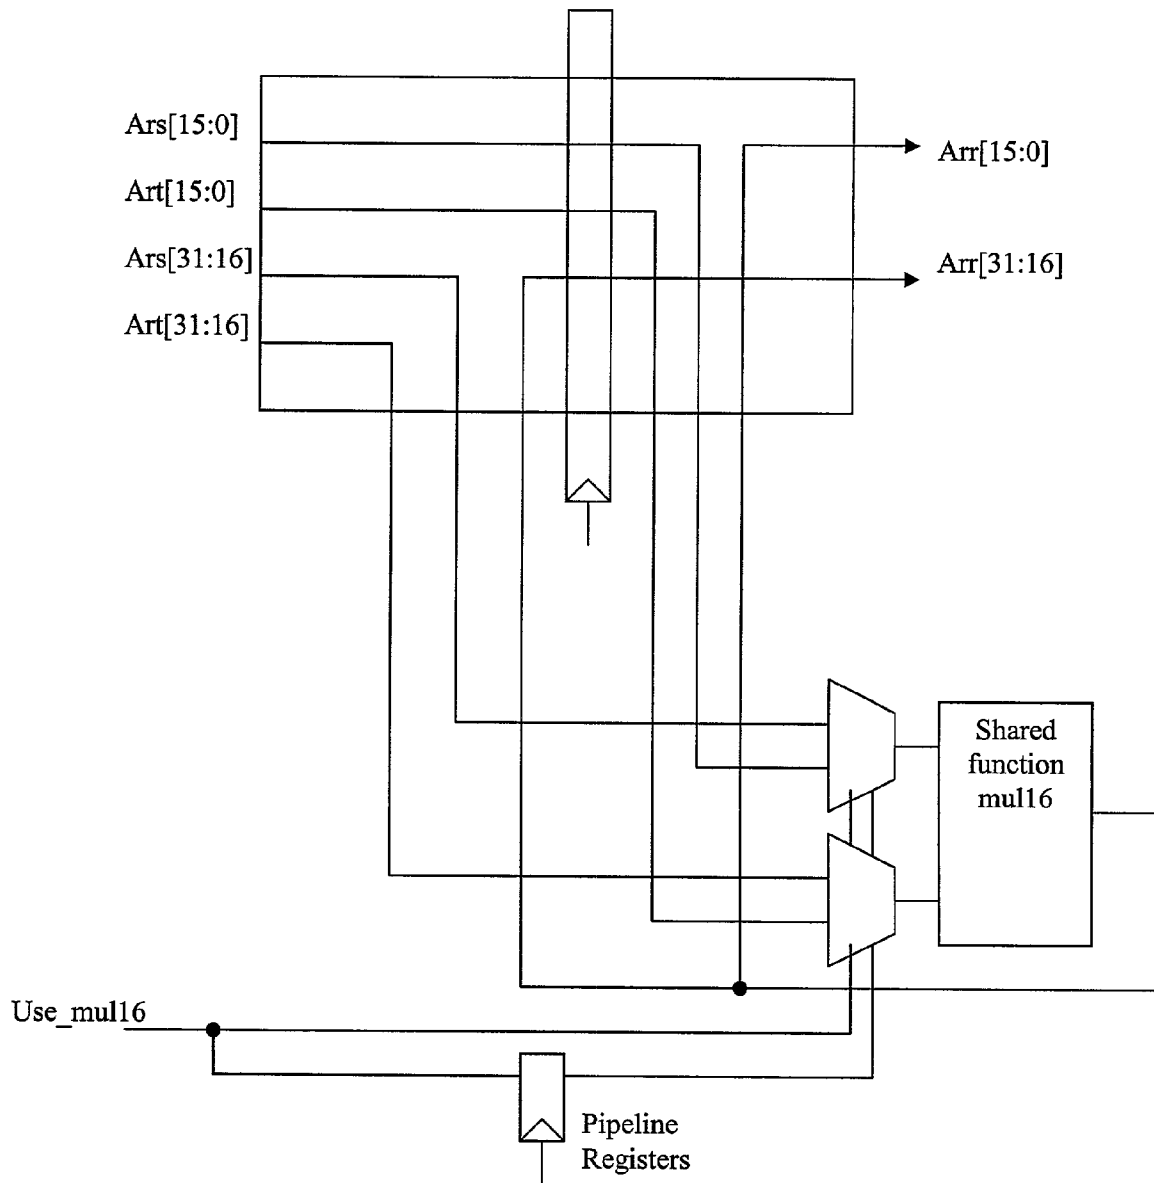 Ars[15:0]
Arr[15:0]
Art[15:0]
Ars[31:16]
Arr[31:16]
Art[31:16]
Shared
function
mul16
Use_mul16
Pipeline
Registers